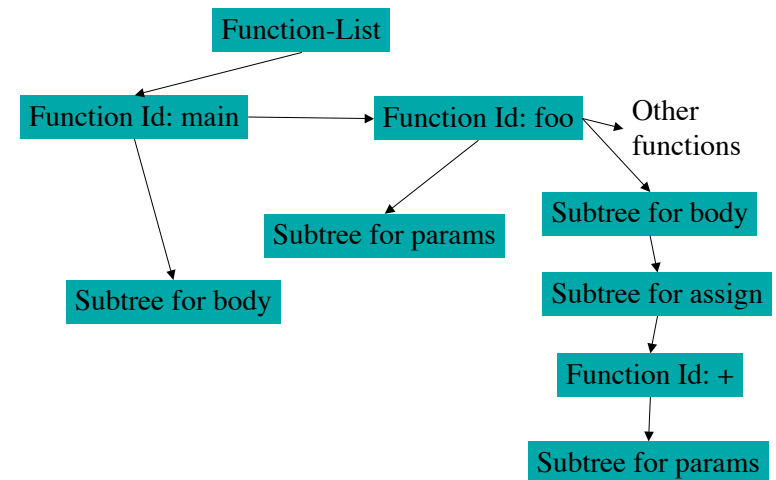 Function-List
Function Id: main
Function Id: foo
Other
functions
Subtree for params
Subtree for body
Subtree for body
Subtree for assign
Function Id: +
Subtree for params